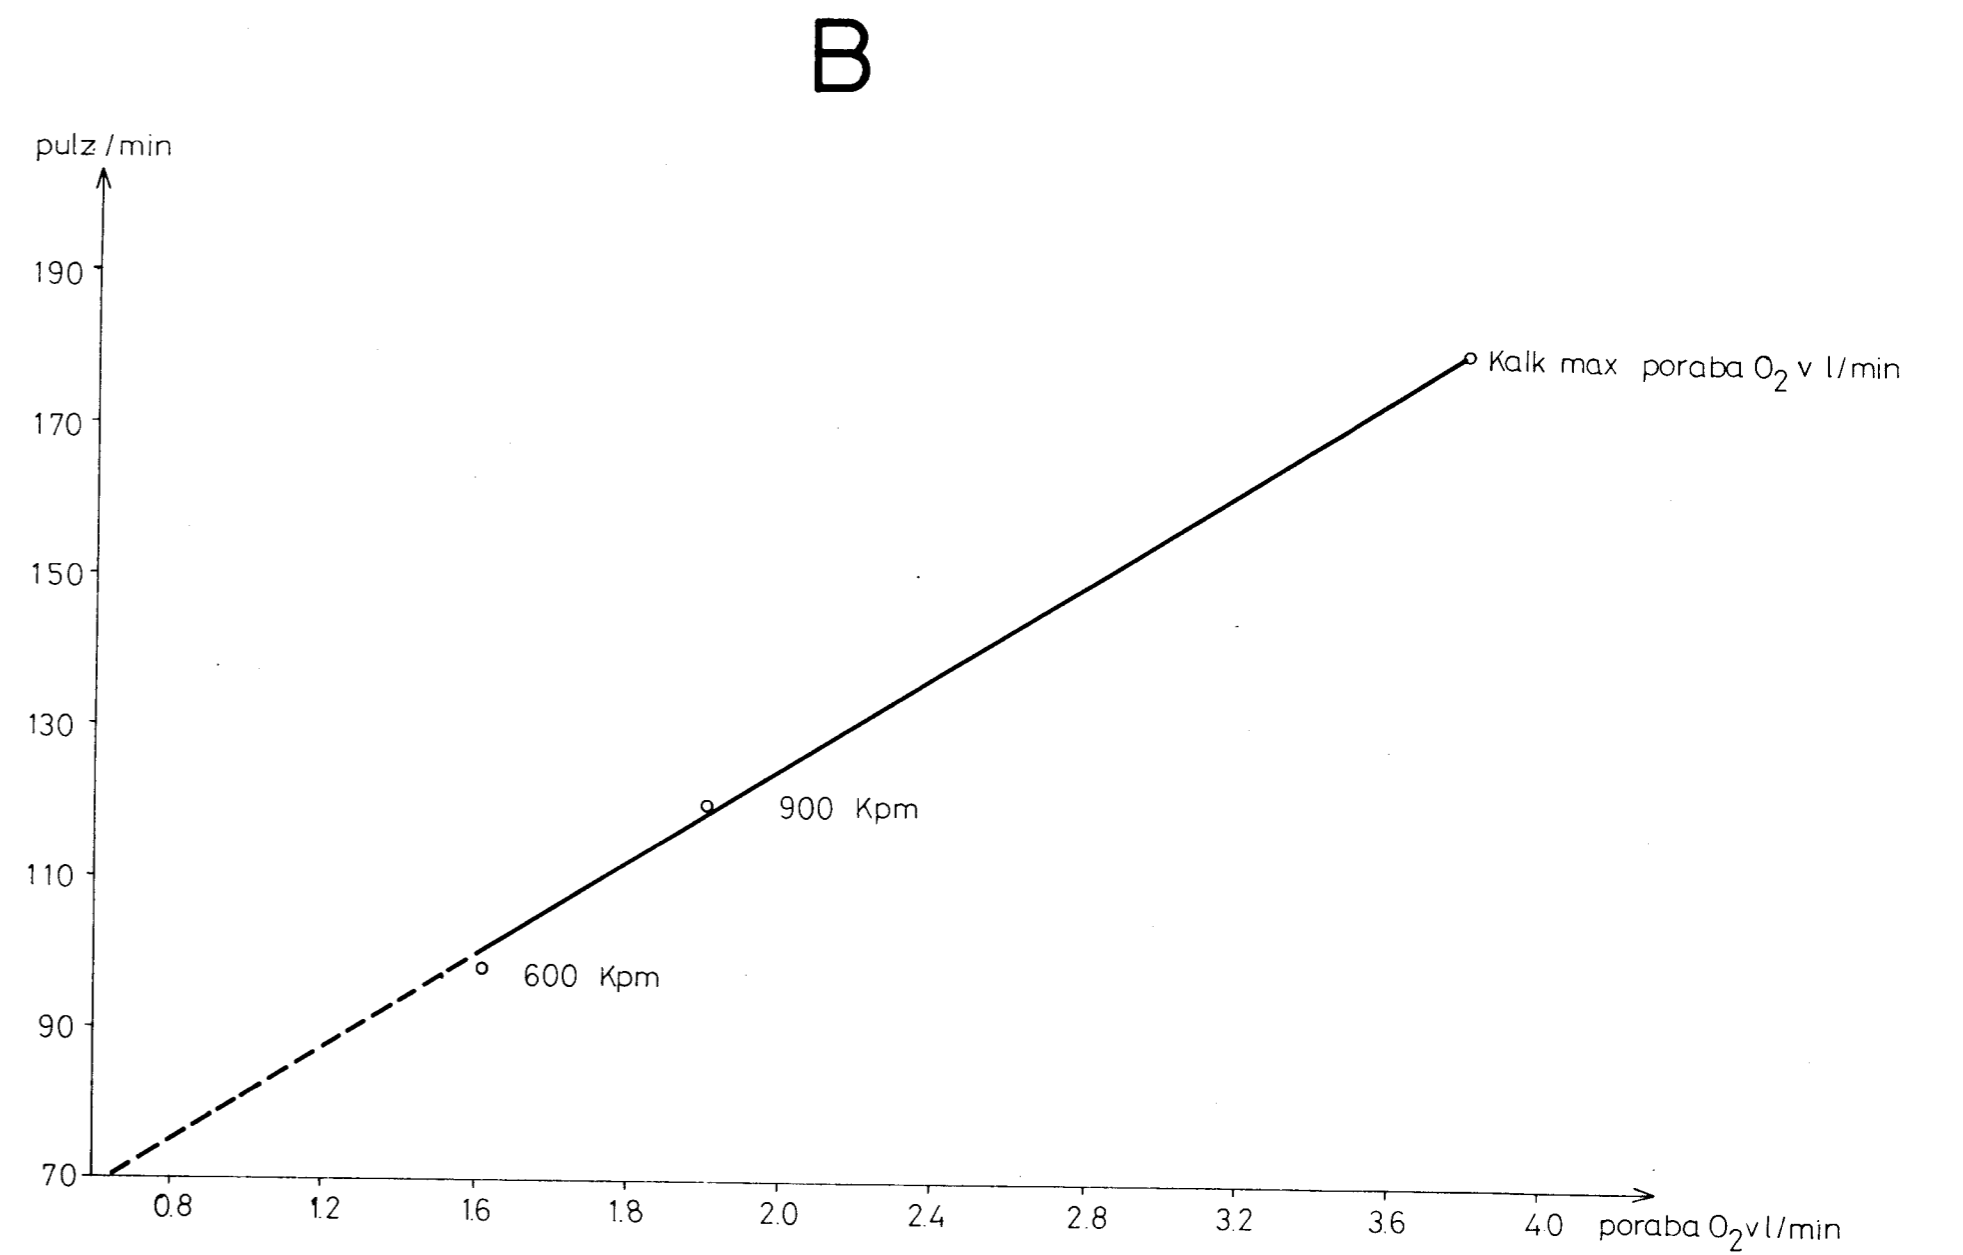 B
pulz/min
190
170
150
130
110
90
70
Kalk max poraba O₂ v l/min
900 Kpm
600 Kpm
0.8 1.2 1.6 1.8 2.0 2.4 2.8 3.2 3.6 4.0 poraba O₂ v l/min